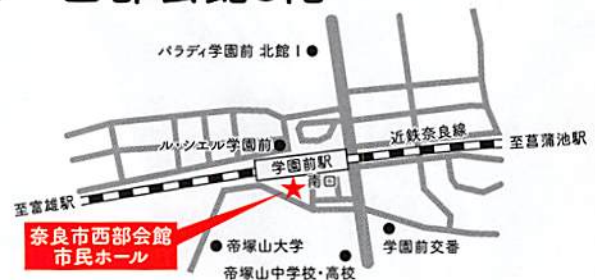 パラディ学園前 北館Ⅰ
ル・シエル学園前
近鉄奈良線
至菖蒲池駅
学園前駅
南口
至富雄駅
奈良市西部会館
市民ホール
帝塚山大学
学園前交番
帝塚山中学校・高校